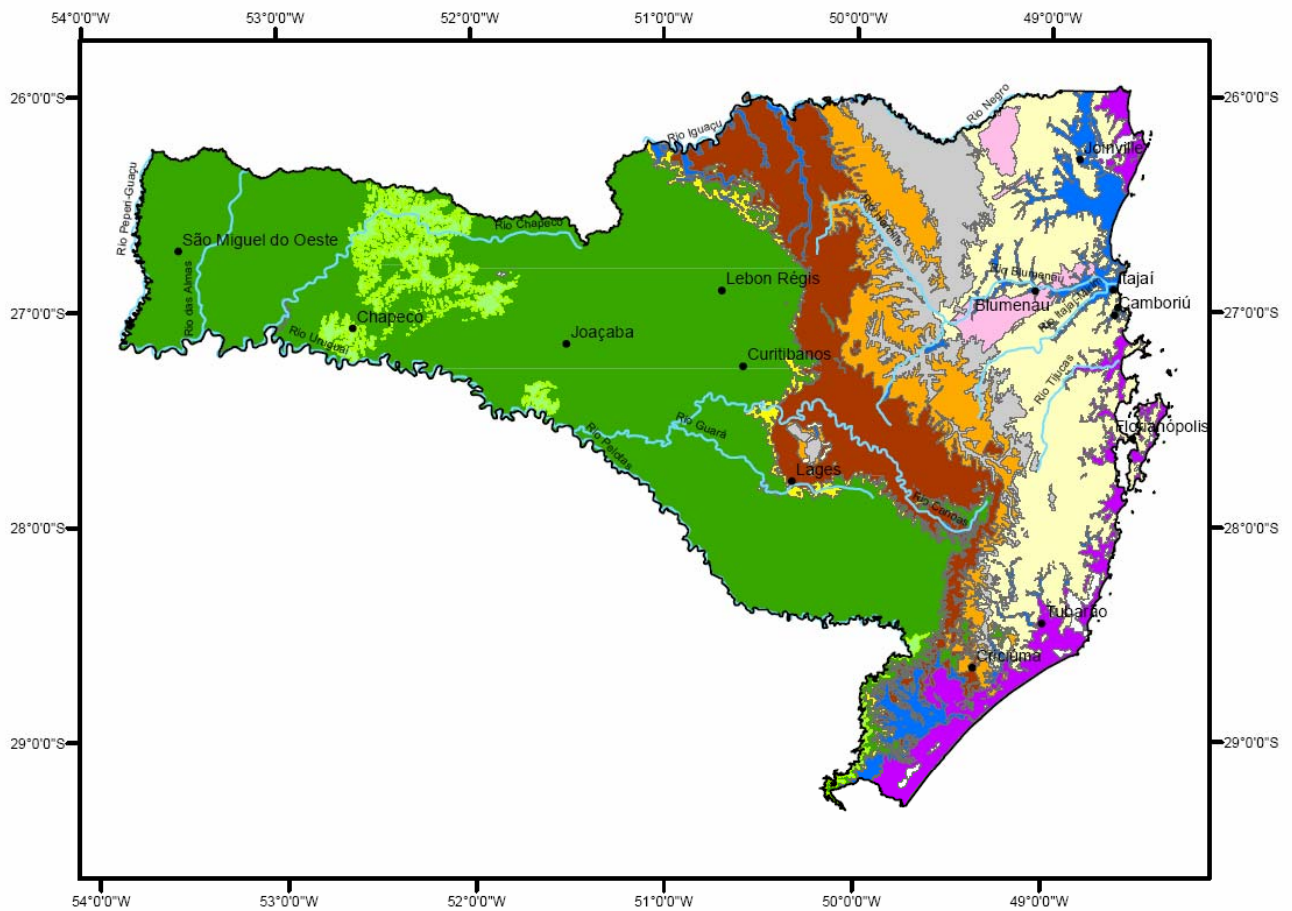 54°0'0"W 53°0'0"W 52°0'0"W 51°0'0"W 50°0'0"W 49°0'0"W
26°0'0"S
26°0'0"S
Rio Negro
Rio Iguaçu
Joinville
Rio Peperi-Guaçu
São Miguel do Oeste
Rio Chapecó
Rio das Almas
Lebon Régis
Rio Blumenau
Itajaí
Blumenau
Camboriú
27°0'0"S
27°0'0"S
Chapecó
Rio Uruguai
Joaçaba
Curitibanos
Rio Tijucas
Rio Guará
Rio Pelotas
Florianópolis
Lages
Rio Canoas
28°0'0"S
28°0'0"S
Tubarão
Criciúma
29°0'0"S
29°0'0"S
54°0'0"W 53°0'0"W 52°0'0"W 51°0'0"W 50°0'0"W 49°0'0"W